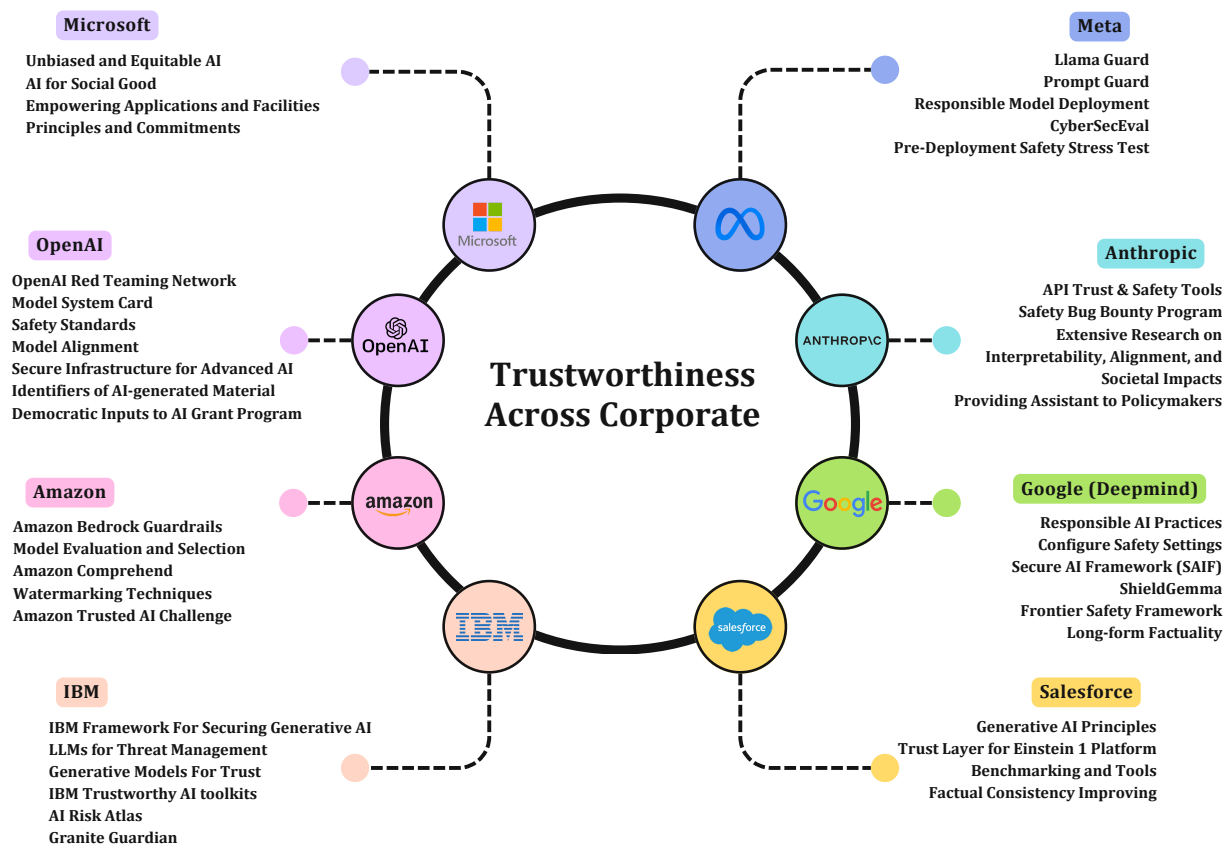 Microsoft
Unbiased and Equitable AI
AI for Social Good
Empowering Applications and Facilities
Principles and Commitments
Meta
Llama Guard
Prompt Guard
Responsible Model Deployment
CyberSecEval
Pre-Deployment Safety Stress Test
Microsoft
OpenAI
OpenAI Red Teaming Network
Model System Card
Safety Standards
Model Alignment
Secure Infrastructure for Advanced AI
Identifiers of AI-generated Material
Democratic Inputs to AI Grant Program
OpenAI
Anthropic
API Trust & Safety Tools
Safety Bug Bounty Program
Extensive Research on
Interpretability, Alignment, and
Societal Impacts
Providing Assistant to Policymakers
ANTHROP\C
Trustworthiness
Across Corporate
Amazon
Amazon Bedrock Guardrails
Model Evaluation and Selection
Amazon Comprehend
Watermarking Techniques
Amazon Trusted AI Challenge
amazon
Google
Google (Deepmind)
Responsible AI Practices
Configure Safety Settings
Secure AI Framework (SAIF)
ShieldGemma
Frontier Safety Framework
Long-form Factuality
IBM
salesforce
IBM
IBM Framework For Securing Generative AI
LLMs for Threat Management
Generative Models For Trust
IBM Trustworthy AI toolkits
AI Risk Atlas
Granite Guardian
Salesforce
Generative AI Principles
Trust Layer for Einstein 1 Platform
Benchmarking and Tools
Factual Consistency Improving